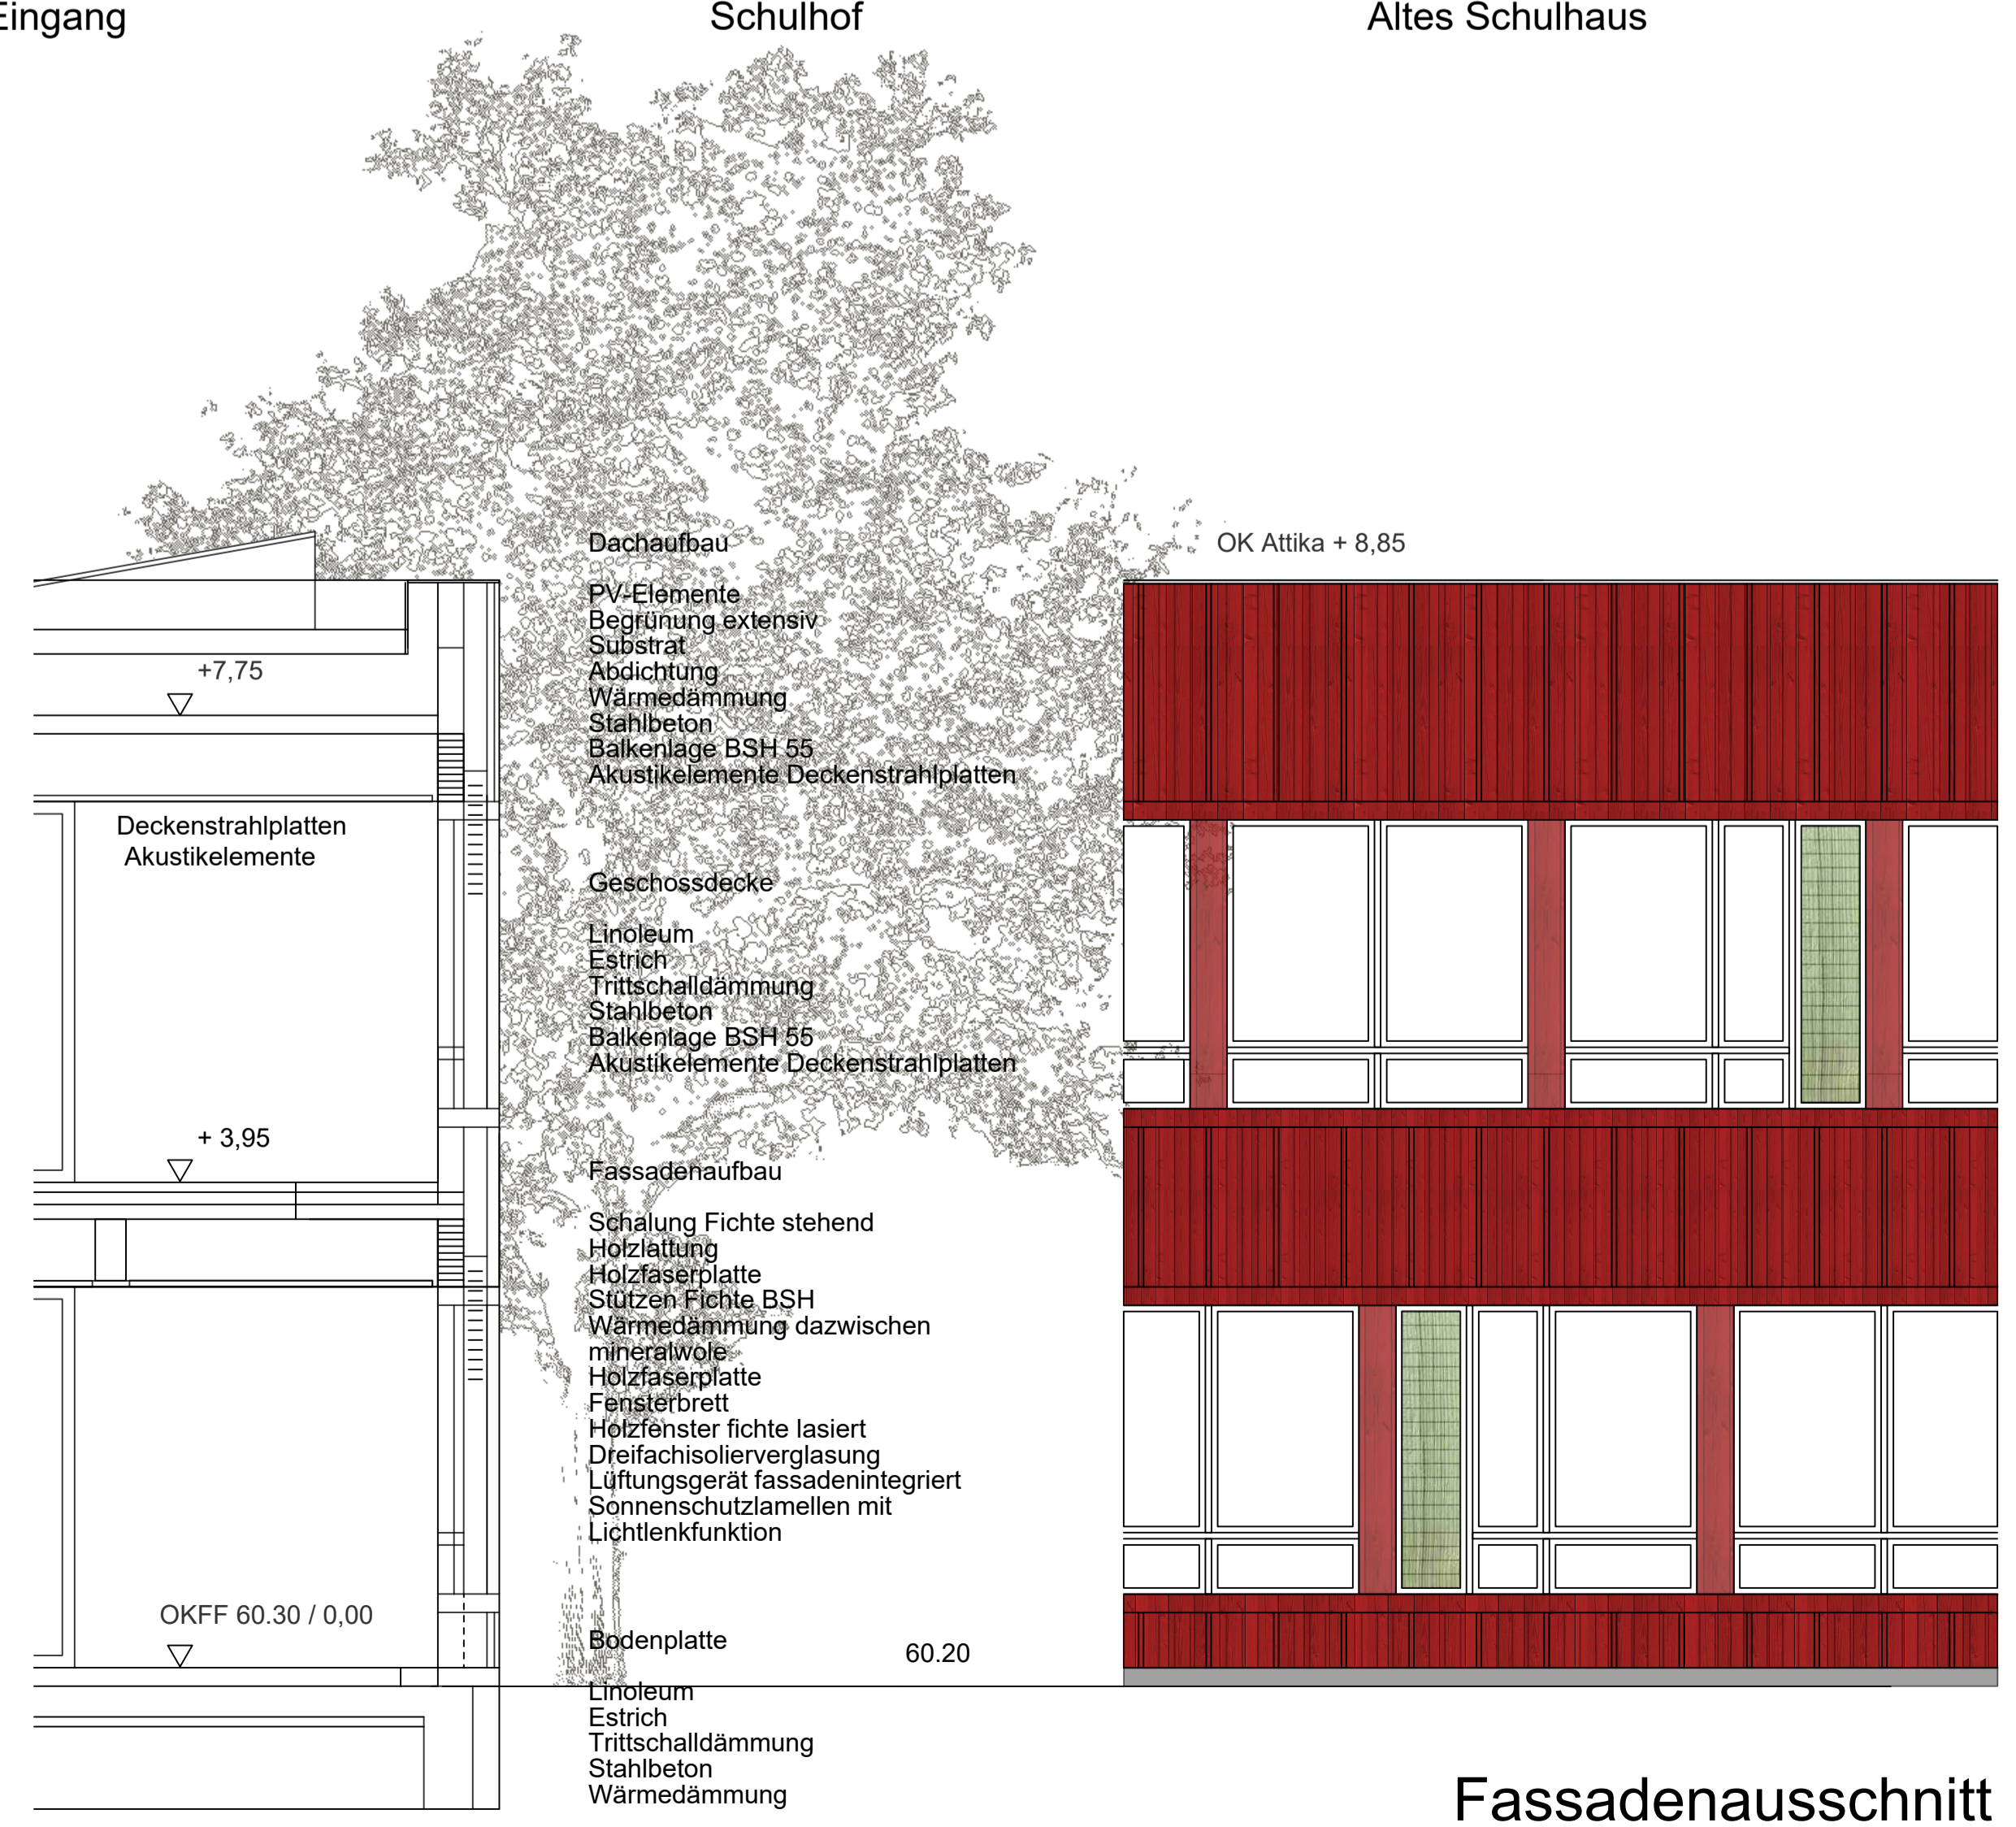 Eingang
Schulhof
Altes Schulhaus
OK Attika + 8,85
+7,75
Deckenstrahlplatten
Akustikelemente
+ 3,95
OKFF 60.30 / 0,00
Dachaufbau
PV-Elemente
Begrünung extensiv
Substrat
Abdichtung
Wärmedämmung
Stahlbeton
Balkenlage BSH 55
Akustikelemente Deckenstrahlplatten
Geschossdecke
Linoleum
Estrich
Trittschalldämmung
Stahlbeton
Balkenlage BSH 55
Akustikelemente Deckenstrahlplatten
Fassadenaufbau
Schalung Fichte stehend
Holzlattung
Holzfaserplatte
Stützen Fichte BSH
Wärmedämmung dazwischen
mineralwole
Holzfaserplatte
Fensterbrett
Holzfenster fichte lasiert
Dreifachisolierverglasung
Lüftungsgerät fassadenintegriert
Sonnenschutzlamellen mit
Lichtlenkfunktion
Bodenplatte
60.20
Linoleum
Estrich
Trittschalldämmung
Stahlbeton
Wärmedämmung
Fassadenausschnitt